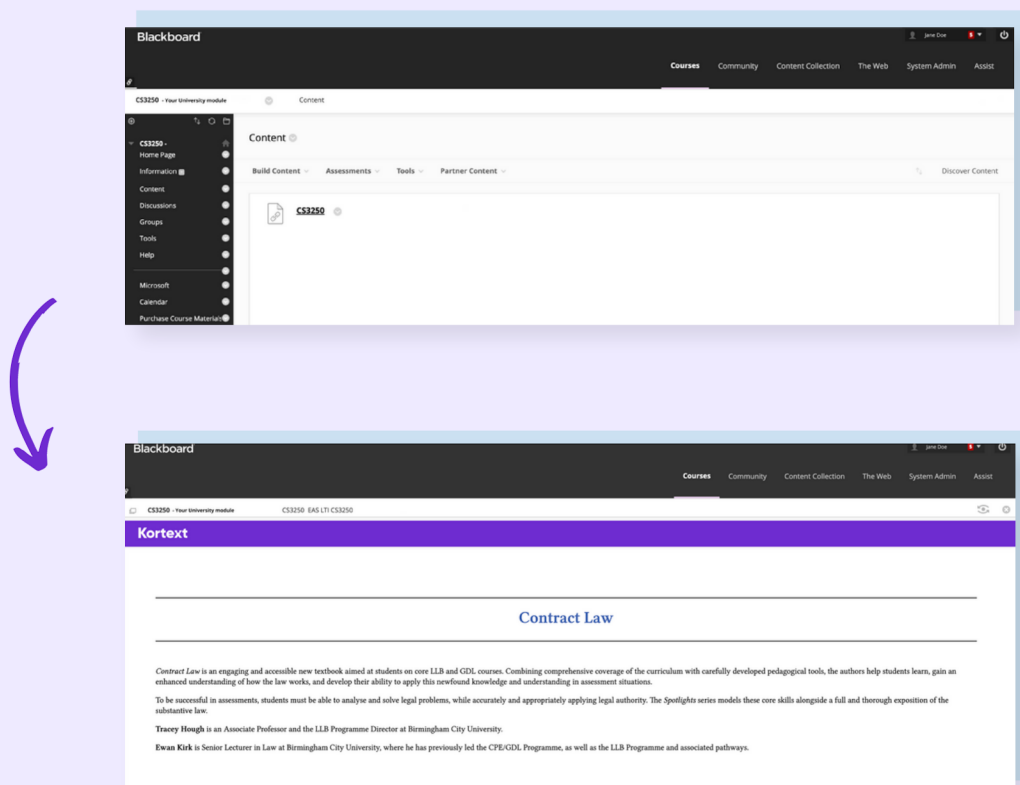 Blackboard
Jane Doe
5
Courses Community Content Collection The Web System Admin Assist
CS3250 - Your University module Content
CS3250 -
Home Page
Information
Content
Discussions
Groups
Tools
Help
Microsoft
Calendar
Purchase Course Materials
Content
Build Content Assessments Tools Partner Content Discover Content
CS3250
Blackboard
Jane Doe
5
Courses Community Content Collection The Web System Admin Assist
CS3250 - Your University module CS3250 EAS LTI CS3250
Kortext
Contract Law
Contract Law is an engaging and accessible new textbook aimed at students on core LLB and GDL courses. Combining comprehensive coverage of the curriculum with carefully developed pedagogical tools, the authors help students learn, gain an
enhanced understanding of how the law works, and develop their ability to apply this newfound knowledge and understanding in assessment situations.
To be successful in assessments, students must be able to analyse and solve legal problems, while accurately and appropriately applying legal authority. The Spotlights series models these core skills alongside a full and thorough exposition of the
substantive law.
Tracey Hough is an Associate Professor and the LLB Programme Director at Birmingham City University.
Ewan Kirk is Senior Lecturer in Law at Birmingham City University, where he has previously led the CPE/GDL Programme, as well as the LLB Programme and associated pathways.